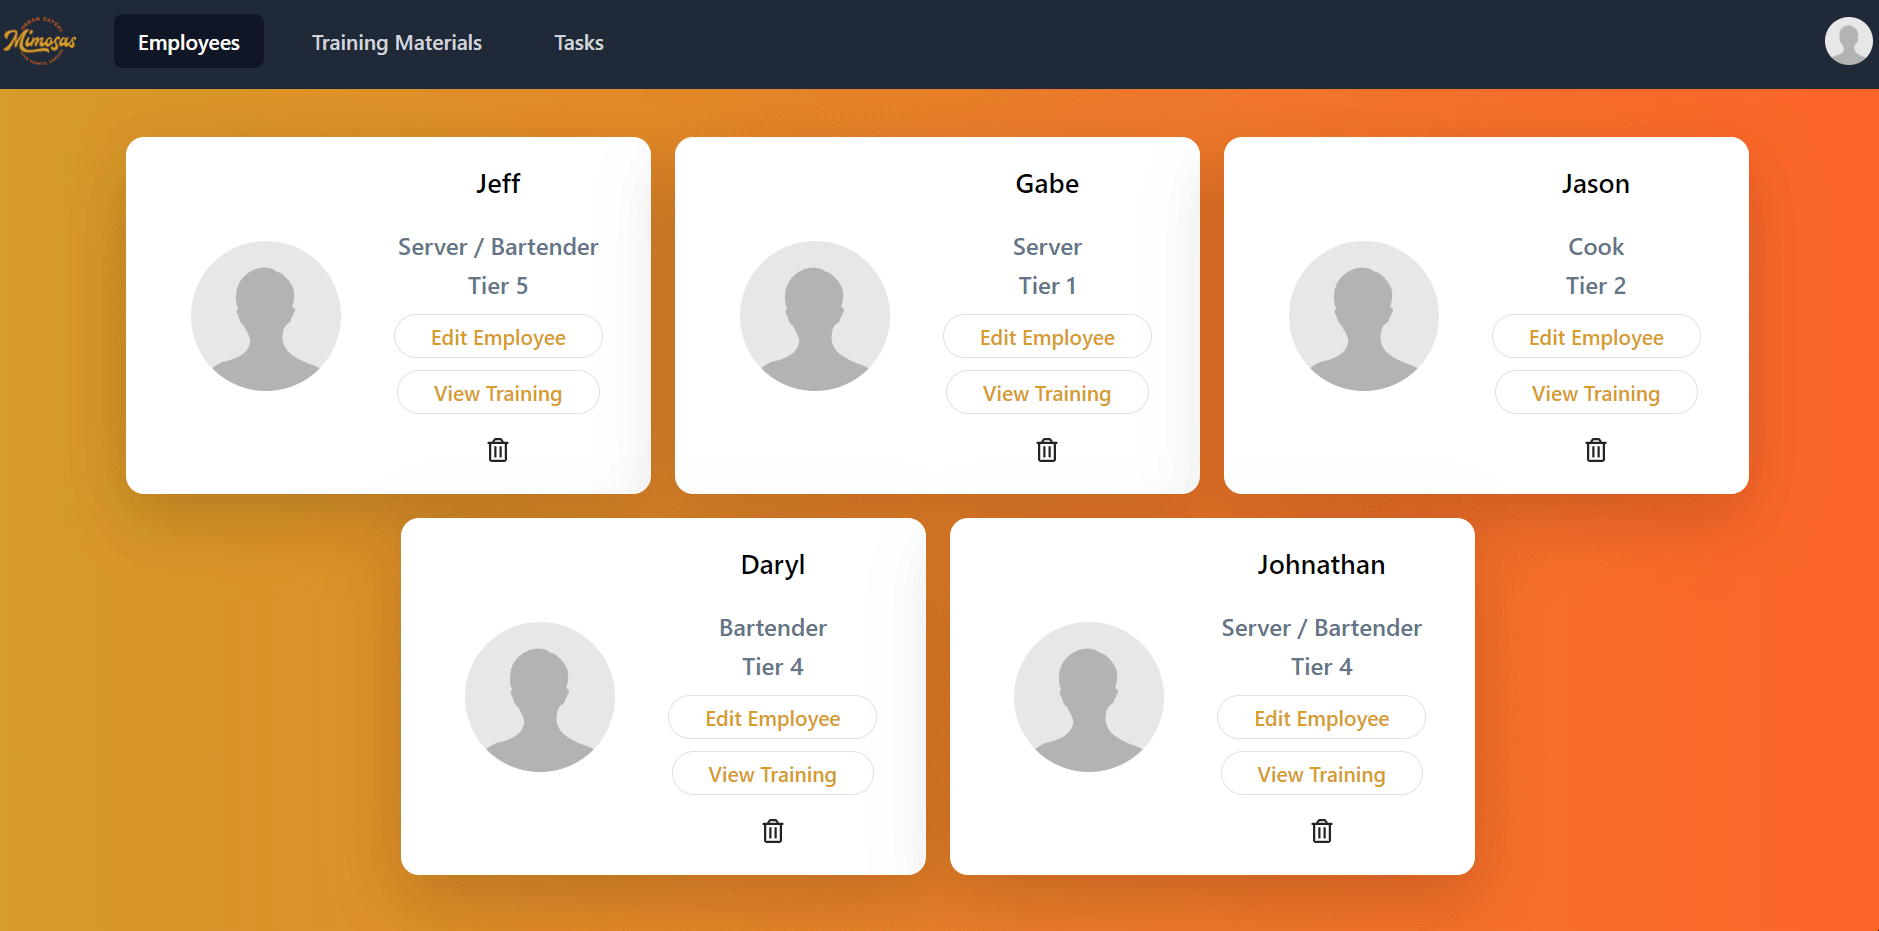 Mimosas
Employees
Training Materials
Tasks
Jeff
Server / Bartender
Tier 5
Edit Employee
View Training
Gabe
Server
Tier 1
Edit Employee
View Training
Jason
Cook
Tier 2
Edit Employee
View Training
Daryl
Bartender
Tier 4
Edit Employee
View Training
Johnathan
Server / Bartender
Tier 4
Edit Employee
View Training